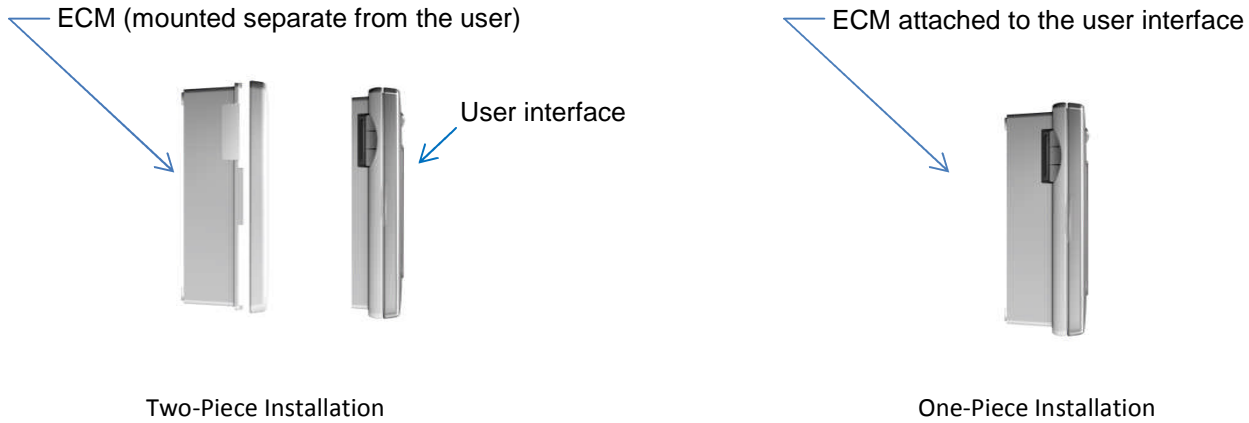 ECM (mounted separate from the user)
ECM attached to the user interface
User interface
Two-Piece Installation
One-Piece Installation